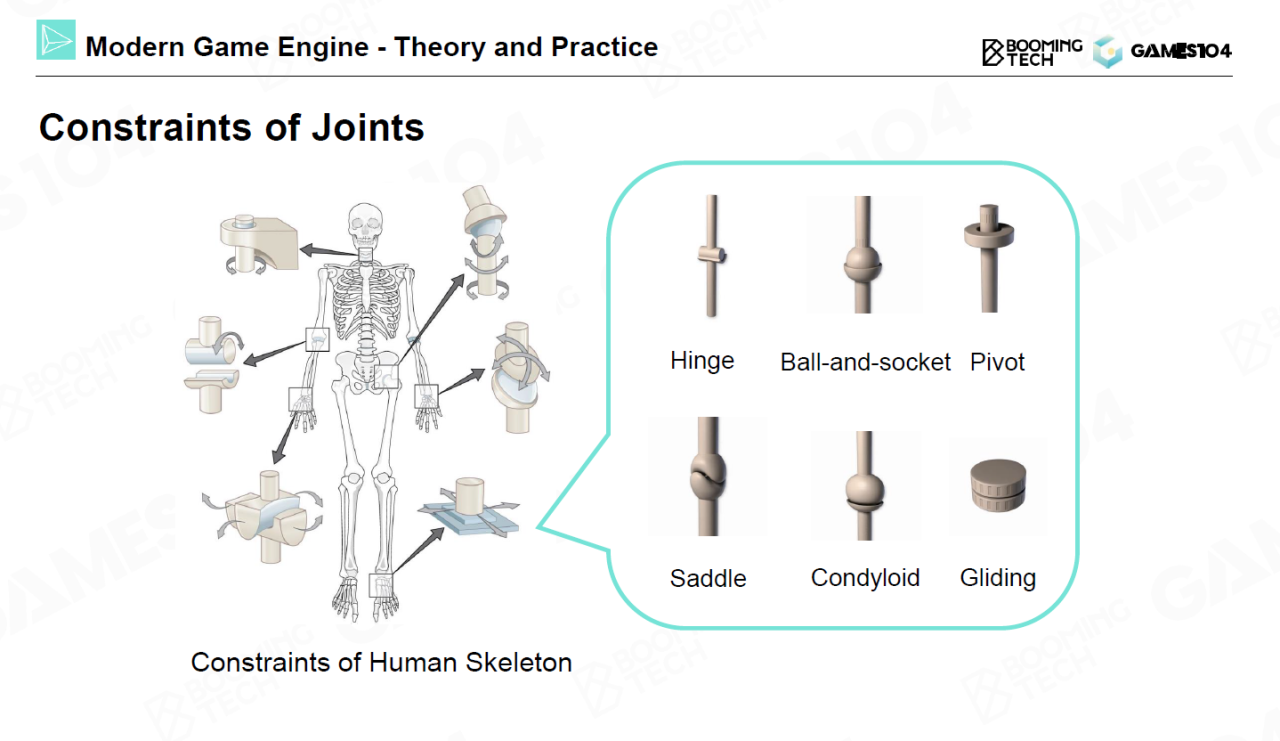 Modern Game Engine - Theory and Practice
BOOMING
TECH
GAMES104
Constraints of Joints
Hinge
Ball-and-socket
Pivot
Saddle
Condyloid
Gliding
Constraints of Human Skeleton